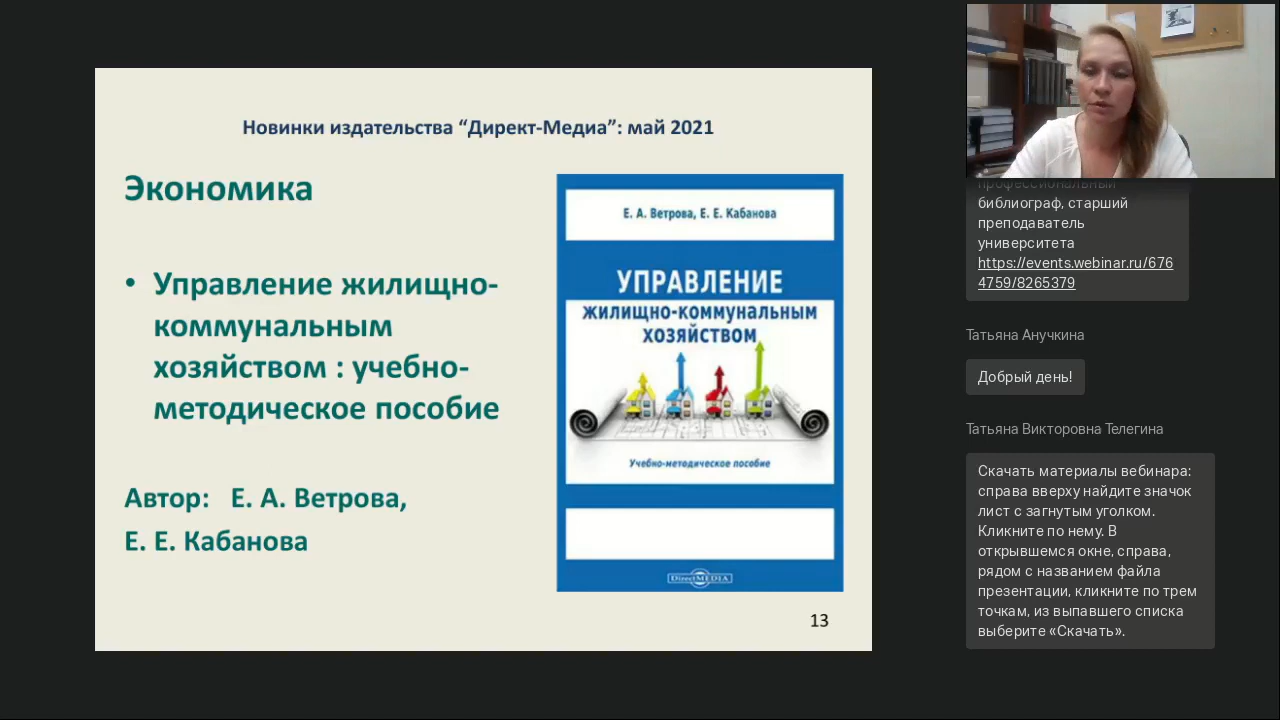 Новинки издательства “Директ-Медиа”: май 2021
Экономика
• Управление жилищно-
коммунальным
хозяйством : учебно-
методическое пособие
Автор: Е. А. Ветрова,
Е. Е. Кабанова
Е. А. Ветрова, Е. Е. Кабанова
УПРАВЛЕНИЕ
ЖИЛИЩНО-КОММУНАЛЬНЫМ
ХОЗЯЙСТВОМ
Учебно-методическое пособие
DirectMEDIA
13
профессиональный
библиограф, старший
преподаватель
университета
https://events.webinar.ru/676
4759/8265379
Татьяна Анучкина
Добрый день!
Татьяна Викторовна Телегина
Скачать материалы вебинара:
справа вверху найдите значок
лист с загнутым уголком.
Кликните по нему. В
открывшемся окне, справа,
рядом с названием файла
презентации, кликните по трем
точкам, из выпавшего списка
выберите «Скачать».